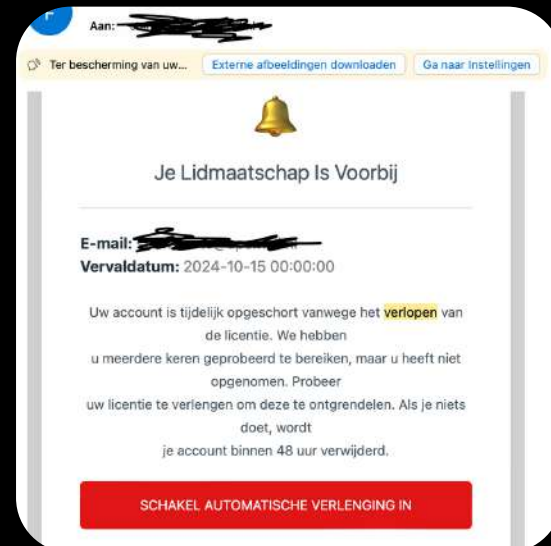 F
Aan:
Ter bescherming van uw...
Externe afbeeldingen downloaden
Ga naar Instellingen
Je Lidmaatschap Is Voorbij
E-mail:
Vervaldatum: 2024-10-15 00:00:00
Uw account is tijdelijk opgeschort vanwege het verlopen van
de licentie. We hebben
u meerdere keren geprobeerd te bereiken, maar u heeft niet
opgenomen. Probeer
uw licentie te verlengen om deze te ontgrendelen. Als je niets
doet, wordt
je account binnen 48 uur verwijderd.
SCHAKEL AUTOMATISCHE VERLENGING IN